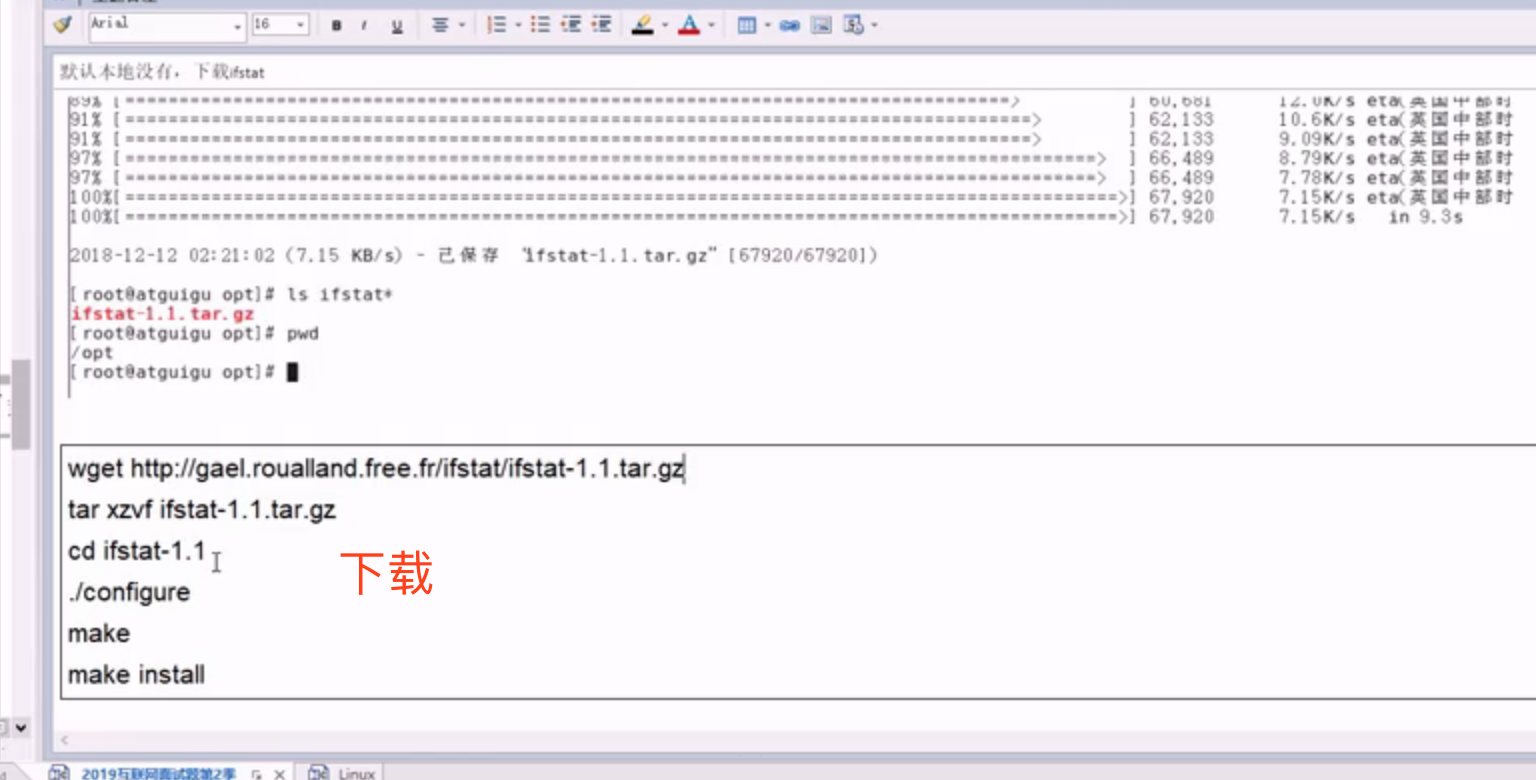 Arial 16 B I U
默认本地没有，下载ifstat
89% [=====> ] 60,681 12.0K/s eta(英国中部时
91% [=====> ] 62,133 10.6K/s eta(英国中部时
91% [=====> ] 62,133 9.09K/s eta(英国中部时
97% [=====> ] 66,489 8.79K/s eta(英国中部时
97% [=====> ] 66,489 7.78K/s eta(英国中部时
100%[=====>] 67,920 7.15K/s eta(英国中部时
100%[=====>] 67,920 7.15K/s in 9.3s
2018-12-12 02:21:02 (7.15 KB/s) - 已保存 “ifstat-1.1.tar.gz” [67920/67920])
[root@atguigu opt]# ls ifstat*
ifstat-1.1.tar.gz
[root@atguigu opt]# pwd
/opt
[root@atguigu opt]#
wget http://gael.roualland.free.fr/ifstat/ifstat-1.1.tar.gz
tar xzvf ifstat-1.1.tar.gz
cd ifstat-1.1
下载
./configure
make
make install
2019互联网面试题第2季 Linux